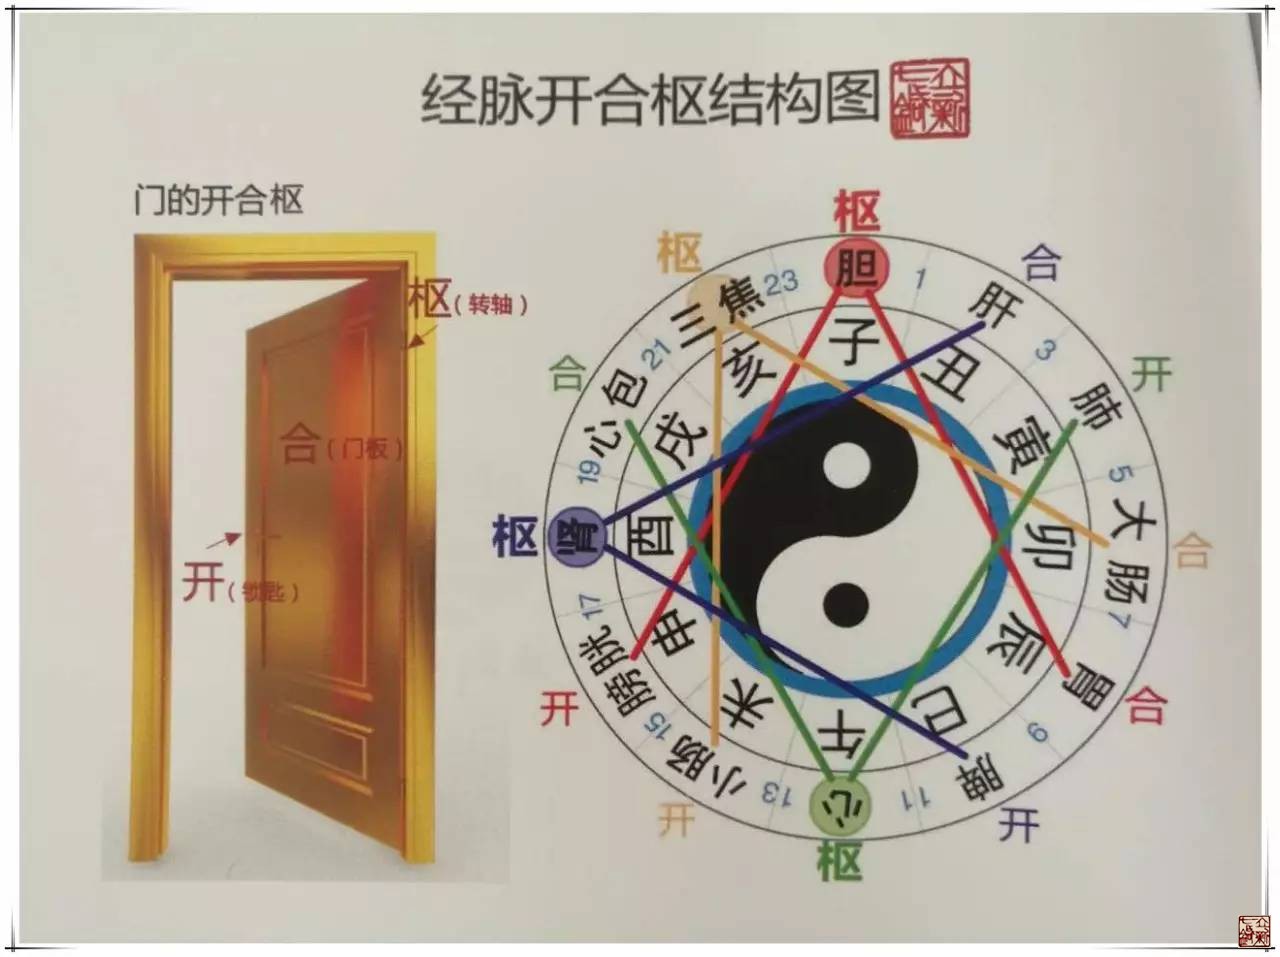 经脉开合枢结构图
门的开合枢
枢（转轴）
合（门板）
开（锁匙）
枢
胆
子
1
合
肝
丑
3
开
肺
寅
5
合
大肠
卯
7
合
胃
辰
9
开
脾
巳
11
枢
心
午
13
开
小肠
未
15
开
膀胱
申
17
枢
肾
酉
19
合
心包
戌
21
枢
三焦
亥
23